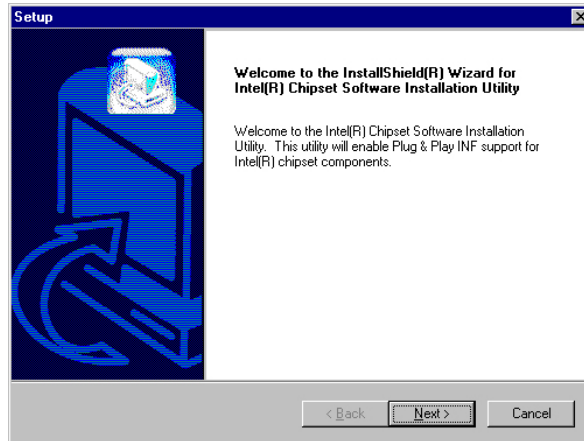 Setup
Welcome to the InstallShield(R) Wizard for
Intel(R) Chipset Software Installation Utility
Welcome to the Intel(R) Chipset Software Installation
Utility.  This utility will enable Plug & Play INF support for
Intel(R) chipset components.
< Back
Next >
Cancel